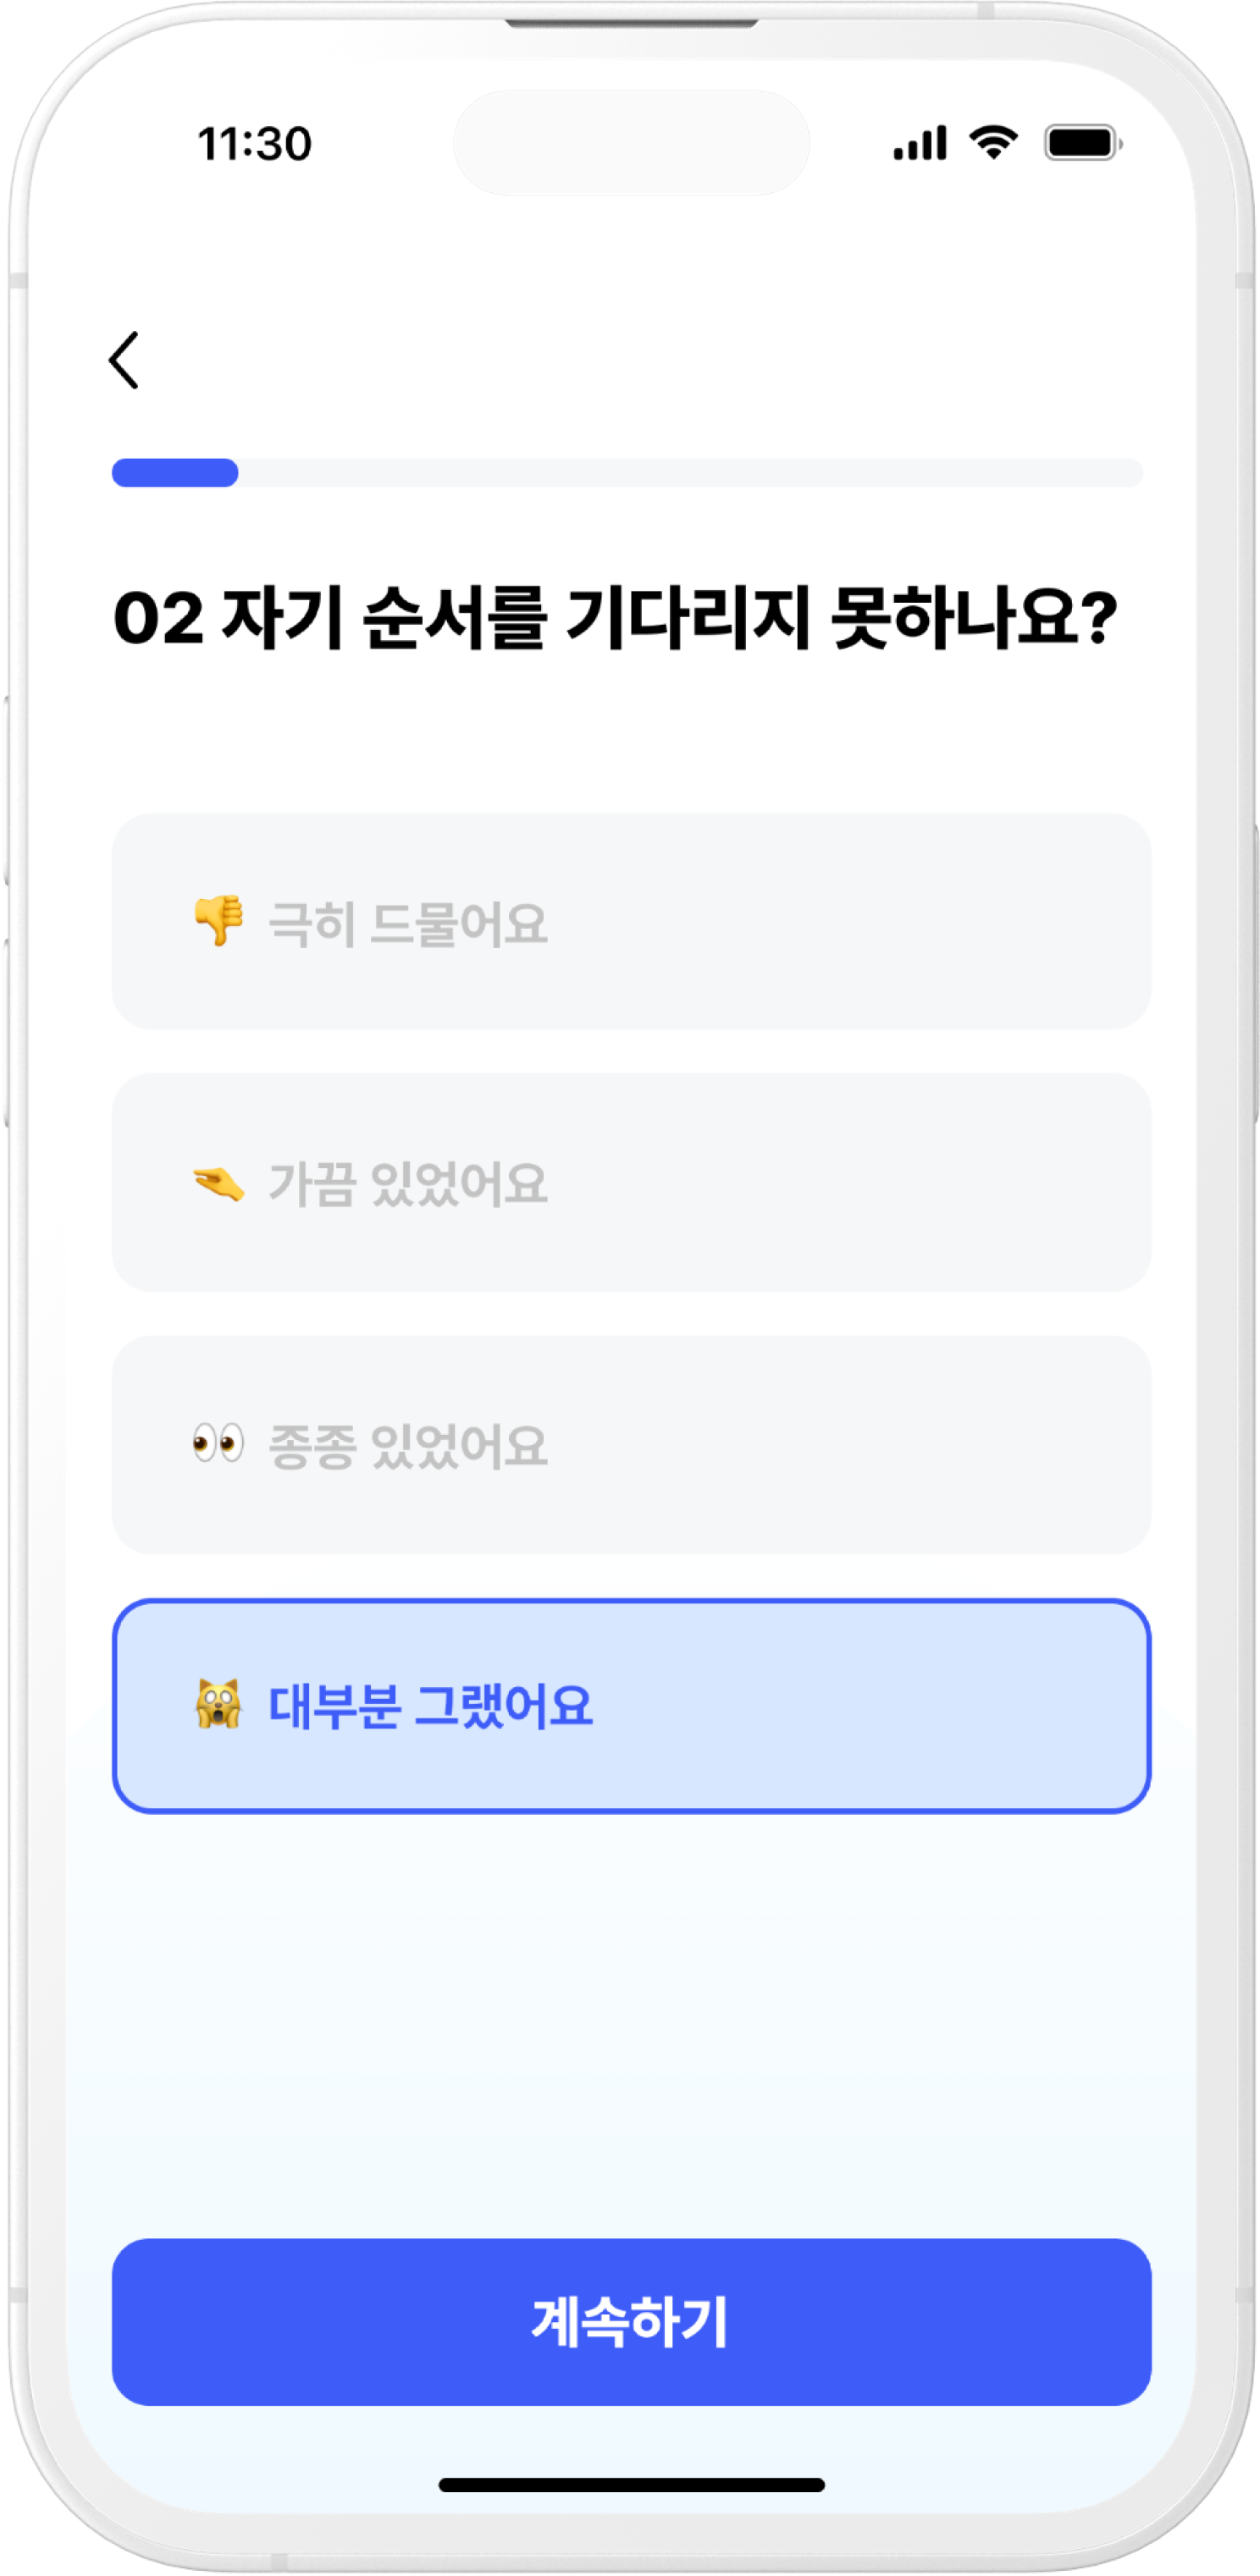 11:30
02 자기 순서를 기다리지 못하나요?
👎 극히 드물어요
🫏 가끔 있었어요
👀 종종 있었어요
🙀 대부분 그랬어요
계속하기